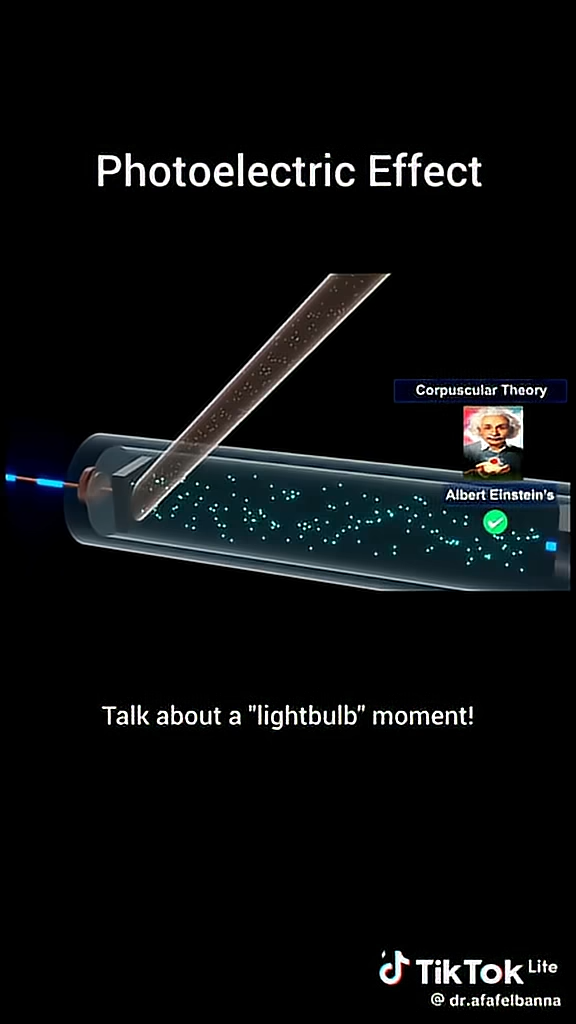 Photoelectric Effect
Corpuscular Theory
Albert Einstein's
Talk about a "lightbulb" moment!
TikTok Lite
@ dr.afafelbanna